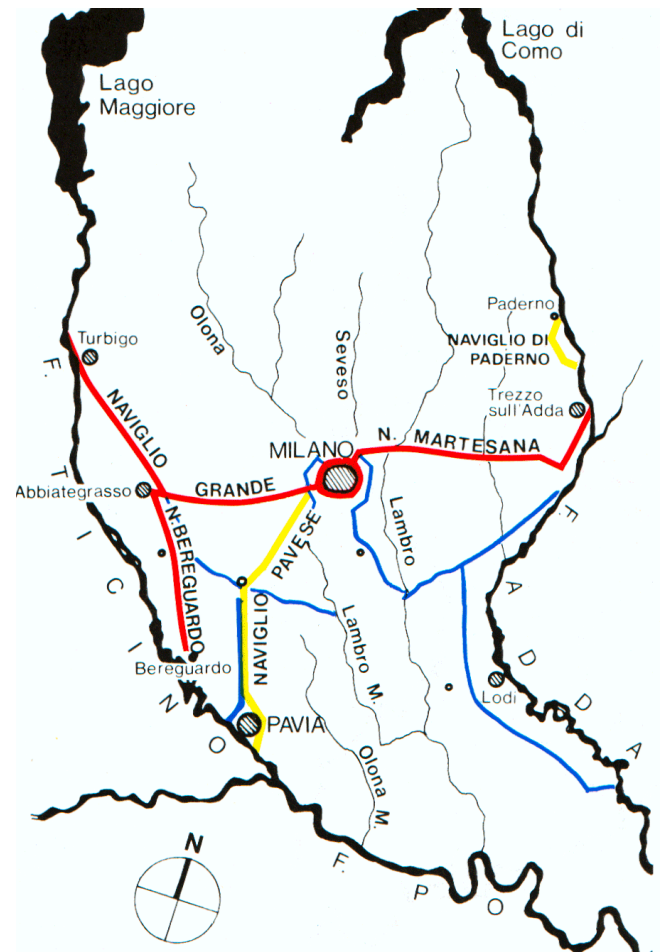 Lago di
Como
Lago
Maggiore
Paderno
Olona
Seveso
Turbigo
NAVIGLIO DI
PADERNO
F. TICINO
Trezzo
sull'Adda
NAVIGLIO
GRANDE
MILANO
N. MARTESANA
Abbiategrasso
N. BEREGUARDO
Lambro
F. ADDA
NAVIGLIO
PAVESE
Bereguardo
Lambro M.
Lodi
PAVIA
Olona M.
N
F. PO